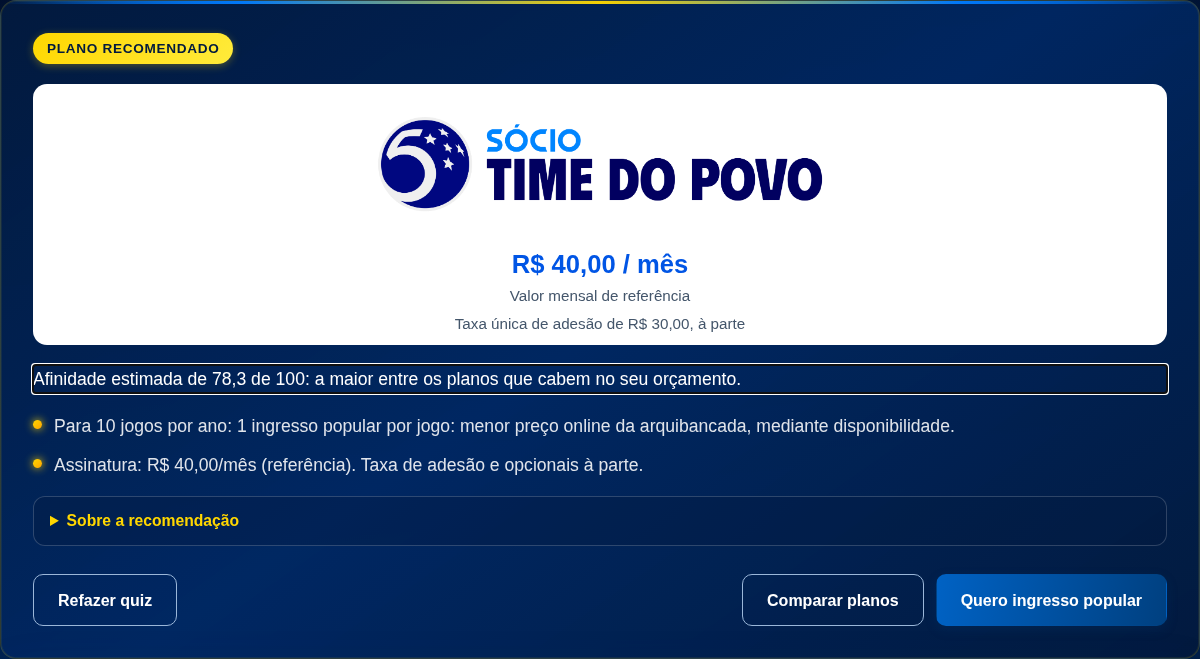 PLANO RECOMENDADO
5
SÓCIO
TIME DO POVO
R$ 40,00 / mês
Valor mensal de referência
Taxa única de adesão de R$ 30,00, à parte
Afinidade estimada de 78,3 de 100: a maior entre os planos que cabem no seu orçamento.
Para 10 jogos por ano: 1 ingresso popular por jogo: menor preço online da arquibancada, mediante disponibilidade.
Assinatura: R$ 40,00/mês (referência). Taxa de adesão e opcionais à parte.
Sobre a recomendação
Refazer quiz
Comparar planos
Quero ingresso popular